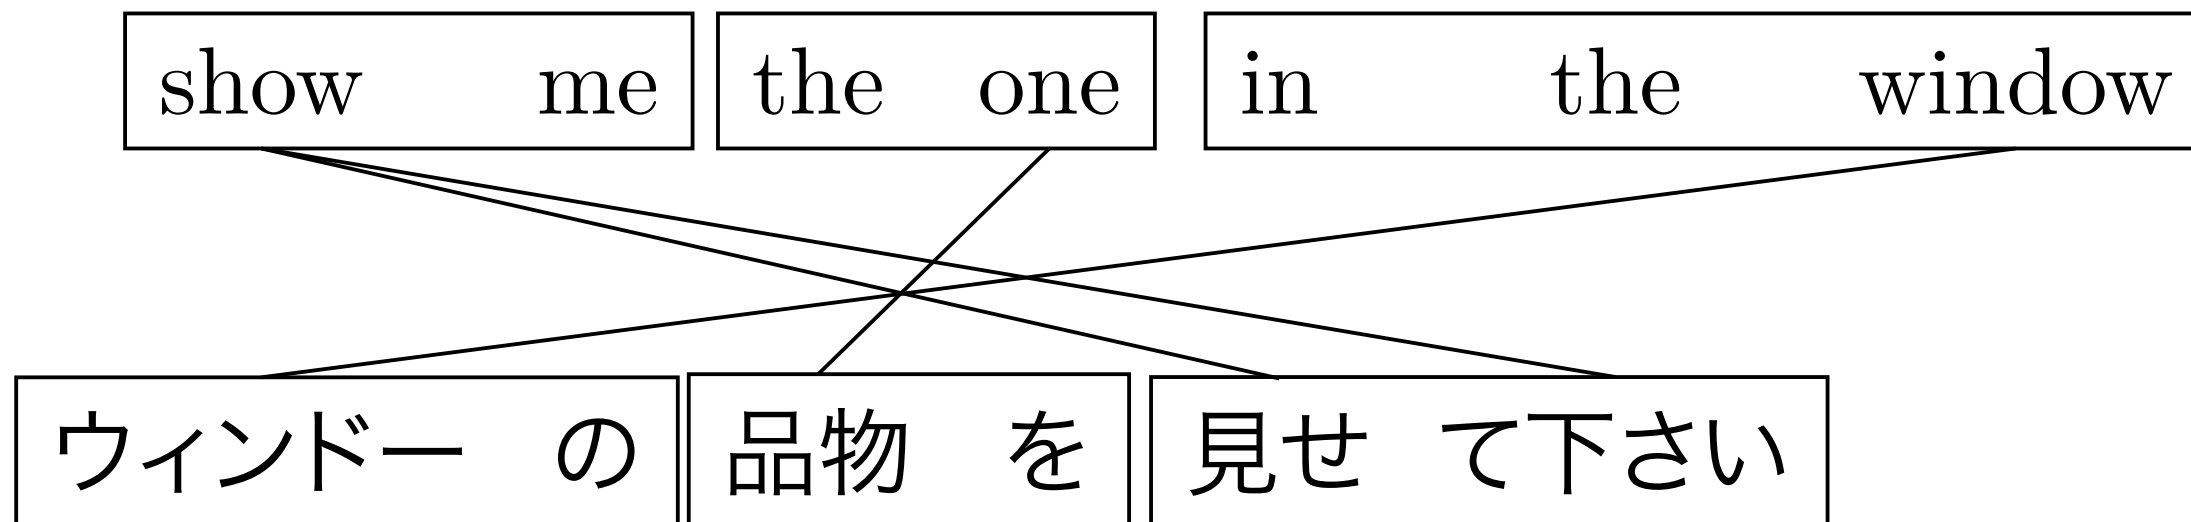 show me the one in the window
ウィンドー の 品物 を 見せ て下さい